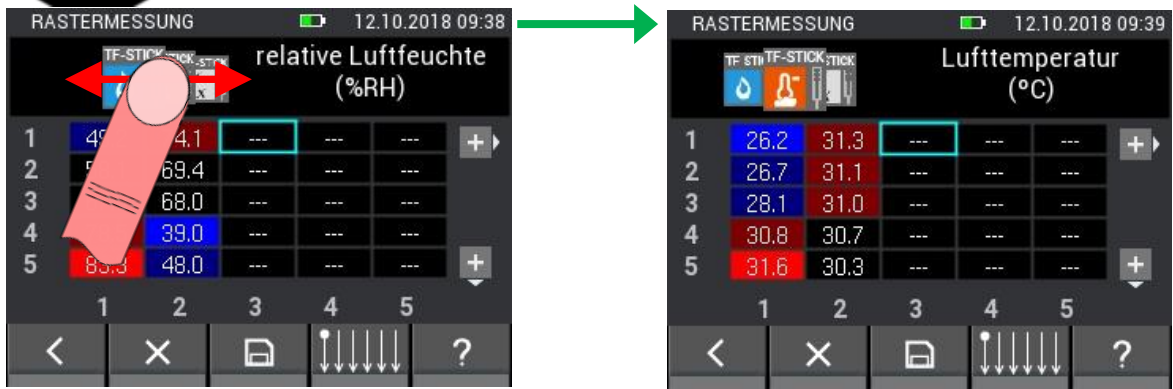 RASTERMESSUNG 12.10.2018 09:38
TF-STICK
relative Luftfeuchte
(%RH)
1 --- --- --- +
2 69.4 --- --- ---
3 68.0 --- --- ---
4 39.0 --- --- ---
5 48.0 --- --- --- +
1 2 3 4 5
< × ?
RASTERMESSUNG 12.10.2018 09:39
TF-STICK
Lufttemperatur
(°C)
1 26.2 31.3 --- --- --- +
2 26.7 31.1 --- --- ---
3 28.1 31.0 --- --- ---
4 30.8 30.7 --- --- ---
5 31.6 30.3 --- --- --- +
1 2 3 4 5
< × ?